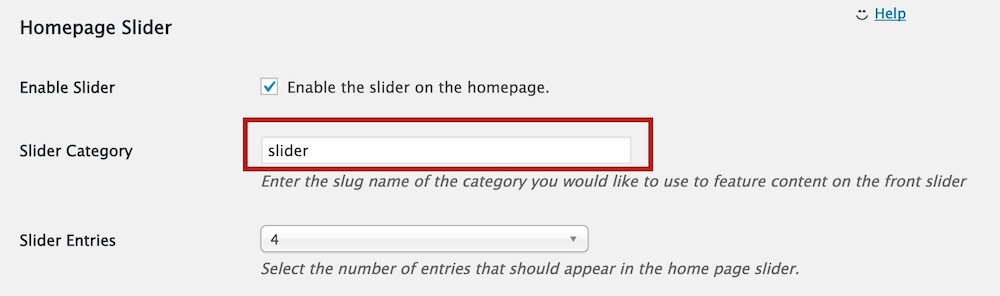 Help
Homepage Slider
Enable Slider
Enable the slider on the homepage.
Slider Category
slider
Enter the slug name of the category you would like to use to feature content on the front slider
Slider Entries
4
Select the number of entries that should appear in the home page slider.